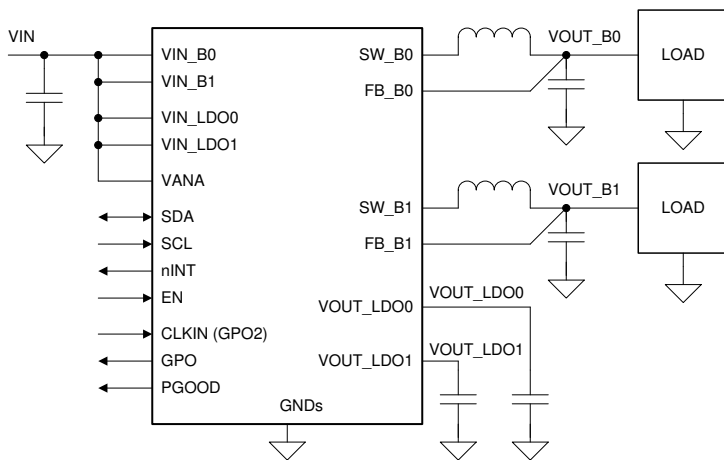 VIN
VIN_B0
VIN_B1
VIN_LDO0
VIN_LDO1
VANA
SDA
SCL
nINT
EN
CLKIN (GPO2)
GPO
PGOOD
GNDs
SW_B0
FB_B0
SW_B1
FB_B1
VOUT_LDO0
VOUT_LDO1
VOUT_B0
LOAD
VOUT_B1
LOAD
VOUT_LDO0
VOUT_LDO1